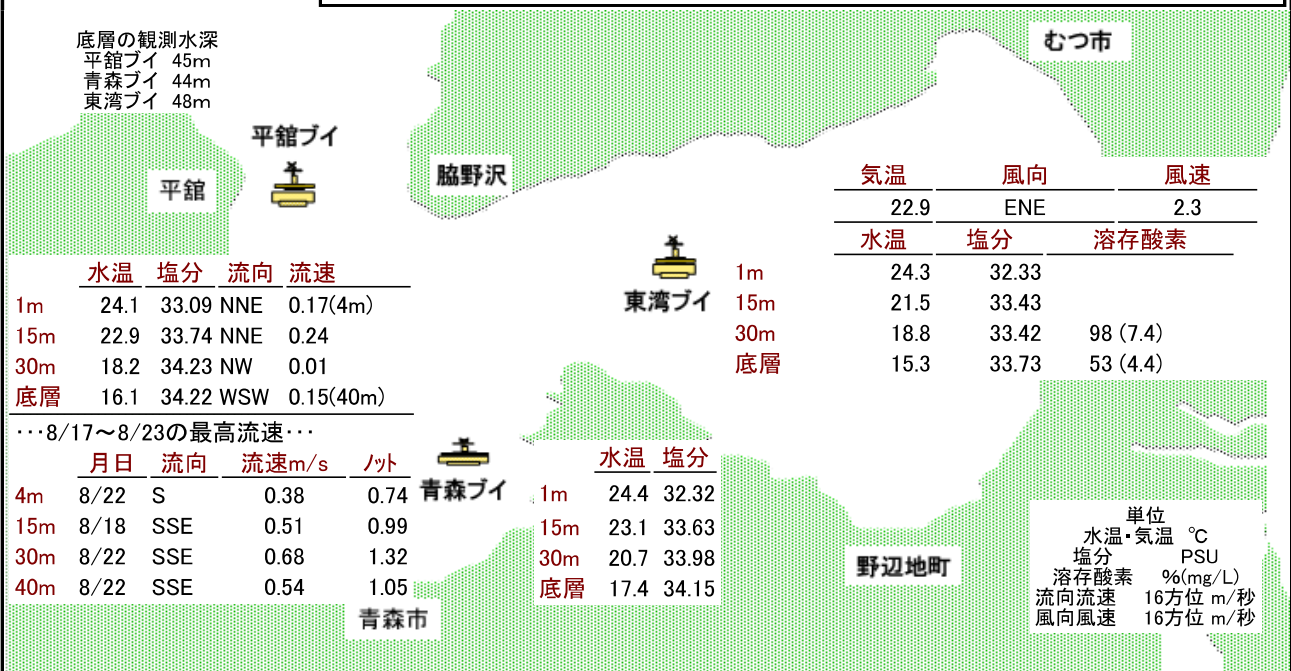 底層の観測水深
平舘ブイ 45m
青森ブイ 44m
東湾ブイ 48m
むつ市
平舘ブイ
平舘
脇野沢
気温 風向 風速
22.9 ENE 2.3
水温 塩分 溶存酸素
1m 24.3 32.33
15m 21.5 33.43
30m 18.8 33.42 98 (7.4)
底層 15.3 33.73 53 (4.4)
東湾ブイ
水温 塩分 流向 流速
1m 24.1 33.09 NNE 0.17(4m)
15m 22.9 33.74 NNE 0.24
30m 18.2 34.23 NW 0.01
底層 16.1 34.22 WSW 0.15(40m)
･･･8/17～8/23の最高流速･･･
月日 流向 流速m/s ﾉｯﾄ
4m 8/22 S 0.38 0.74
15m 8/18 SSE 0.51 0.99
30m 8/22 SSE 0.68 1.32
40m 8/22 SSE 0.54 1.05
青森ブイ
水温 塩分
1m 24.4 32.32
15m 23.1 33.63
30m 20.7 33.98
底層 17.4 34.15
青森市
野辺地町
単位
水温・気温 ℃
塩分 PSU
溶存酸素 %(mg/L)
流向流速 16方位 m/秒
風向風速 16方位 m/秒